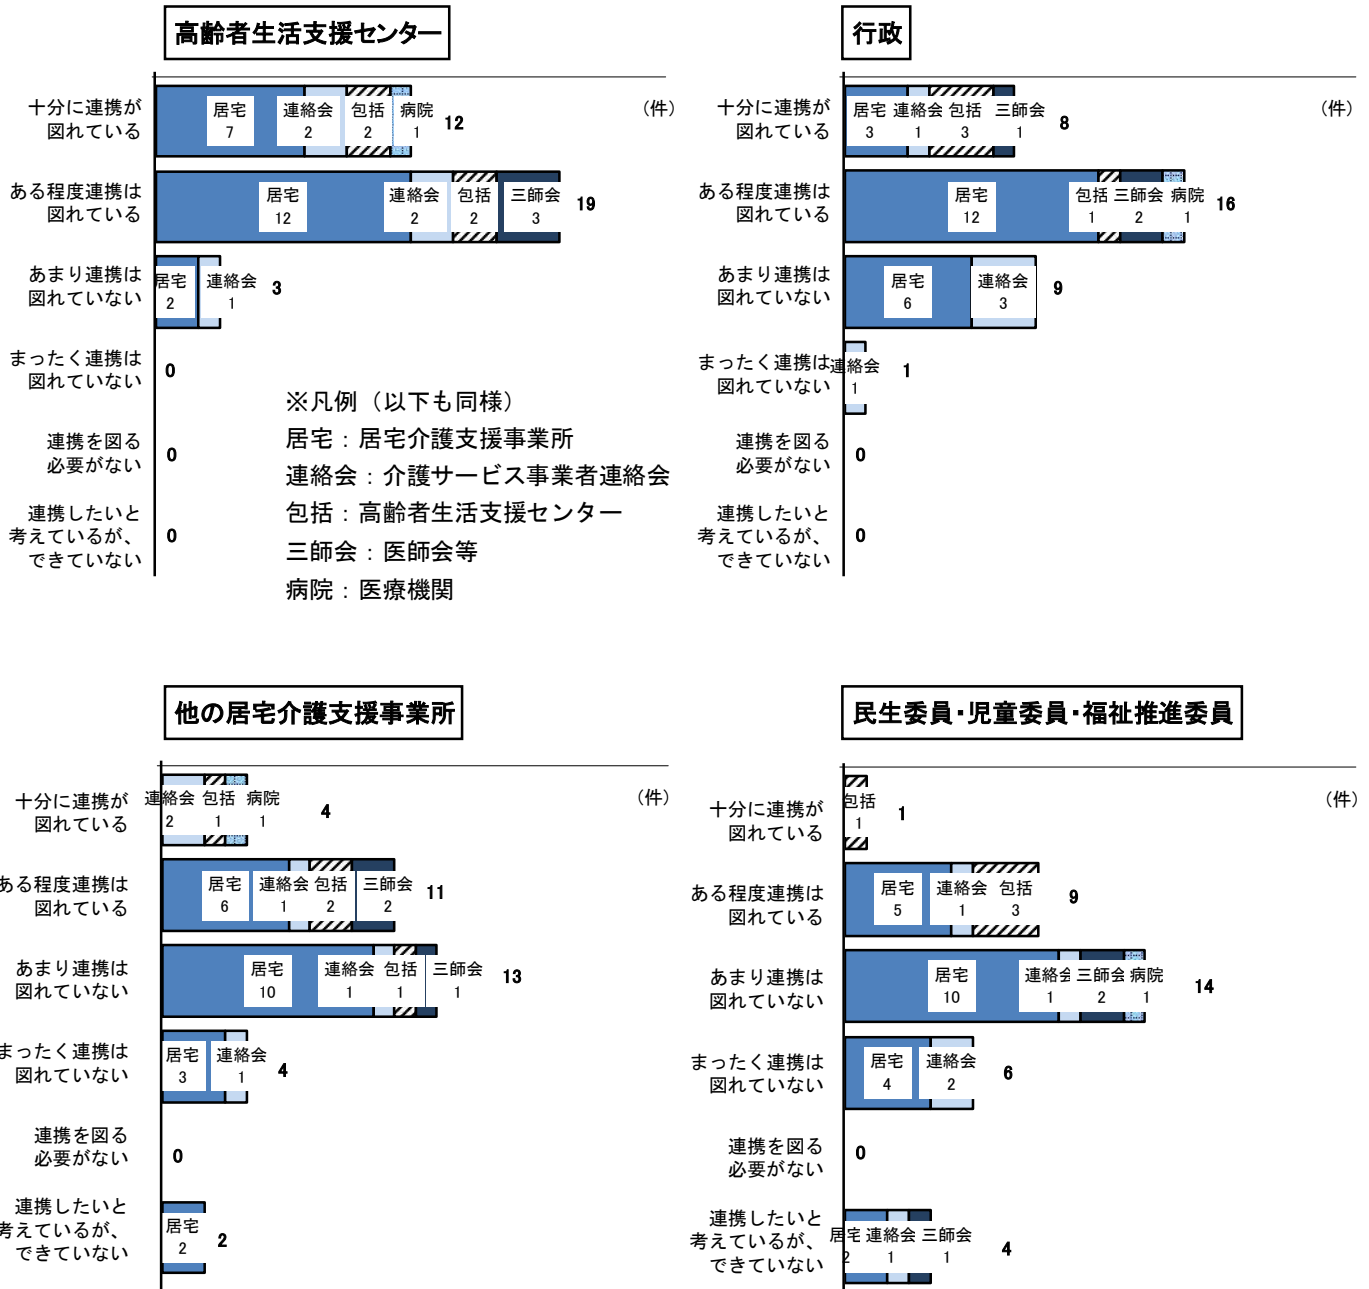 高齢者生活支援センター
(件)
十分に連携が
図れている
居宅 連絡会 包括 病院
7 2 2 1
12
ある程度連携は
図れている
居宅 連絡会 包括 三師会
12 2 2 3
19
あまり連携は
図れていない
居宅 連絡会
2 1
3
まったく連携は
図れていない
0
連携を図る
必要がない
0
連携したいと
考えているが、
できていない
0
※凡例（以下も同様）
居宅：居宅介護支援事業所
連絡会：介護サービス事業者連絡会
包括：高齢者生活支援センター
三師会：医師会等
病院：医療機関
行政
(件)
十分に連携が
図れている
居宅 連絡会 包括 三師会
3 1 3 1
8
ある程度連携は
図れている
居宅 包括 三師会 病院
12 1 2 1
16
あまり連携は
図れていない
居宅 連絡会
6 3
9
まったく連携は
図れていない
連絡会
1
1
連携を図る
必要がない
0
連携したいと
考えているが、
できていない
0
他の居宅介護支援事業所
(件)
十分に連携が
図れている
連絡会 包括 病院
2 1 1
4
ある程度連携は
図れている
居宅 連絡会 包括 三師会
6 1 2 2
11
あまり連携は
図れていない
居宅 連絡会 包括 三師会
10 1 1 1
13
まったく連携は
図れていない
居宅 連絡会
3 1
4
連携を図る
必要がない
0
連携したいと
考えているが、
できていない
居宅
2
2
民生委員・児童委員・福祉推進委員
(件)
十分に連携が
図れている
包括
1
1
ある程度連携は
図れている
居宅 連絡会 包括
5 1 3
9
あまり連携は
図れていない
居宅 連絡会 三師会 病院
10 1 2 1
14
まったく連携は
図れていない
居宅 連絡会
4 2
6
連携を図る
必要がない
0
連携したいと
考えているが、
できていない
居宅 連絡会 三師会
2 1 1
4